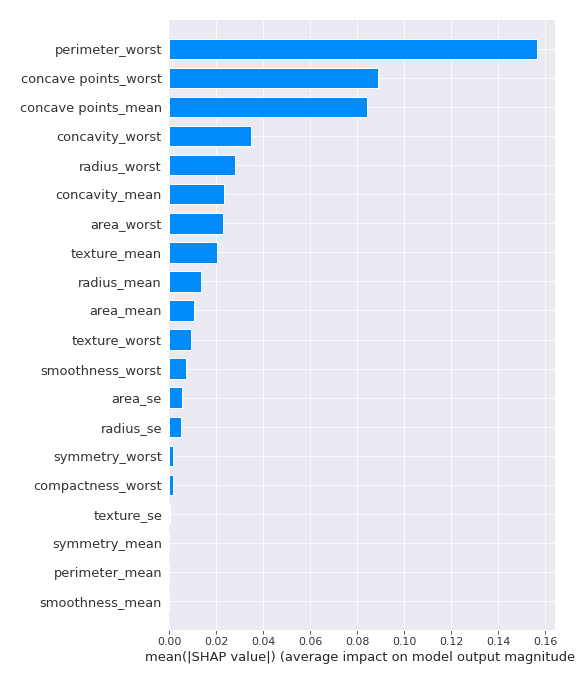 perimeter_worst
concave points_worst
concave points_mean
concavity_worst
radius_worst
concavity_mean
area_worst
texture_mean
radius_mean
area_mean
texture_worst
smoothness_worst
area_se
radius_se
symmetry_worst
compactness_worst
texture_se
symmetry_mean
perimeter_mean
smoothness_mean
0.00 0.02 0.04 0.06 0.08 0.10 0.12 0.14 0.16
mean(|SHAP value|) (average impact on model output magnitude